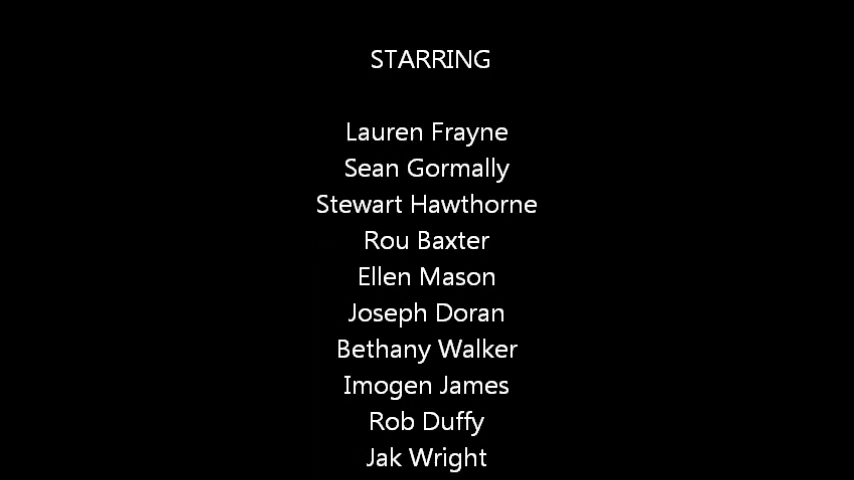 STARRING
Lauren Frayne
Sean Gormally
Stewart Hawthorne
Rou Baxter
Ellen Mason
Joseph Doran
Bethany Walker
Imogen James
Rob Duffy
Jak Wright